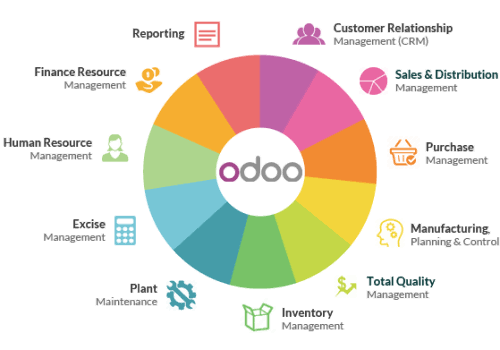 Reporting
Customer Relationship
Management (CRM)
Finance Resource
Management
Sales & Distribution
Management
Human Resource
Management
odoo
Purchase
Management
Excise
Management
Manufacturing,
Planning & Control
Plant
Maintenance
Total Quality
Management
Inventory
Management